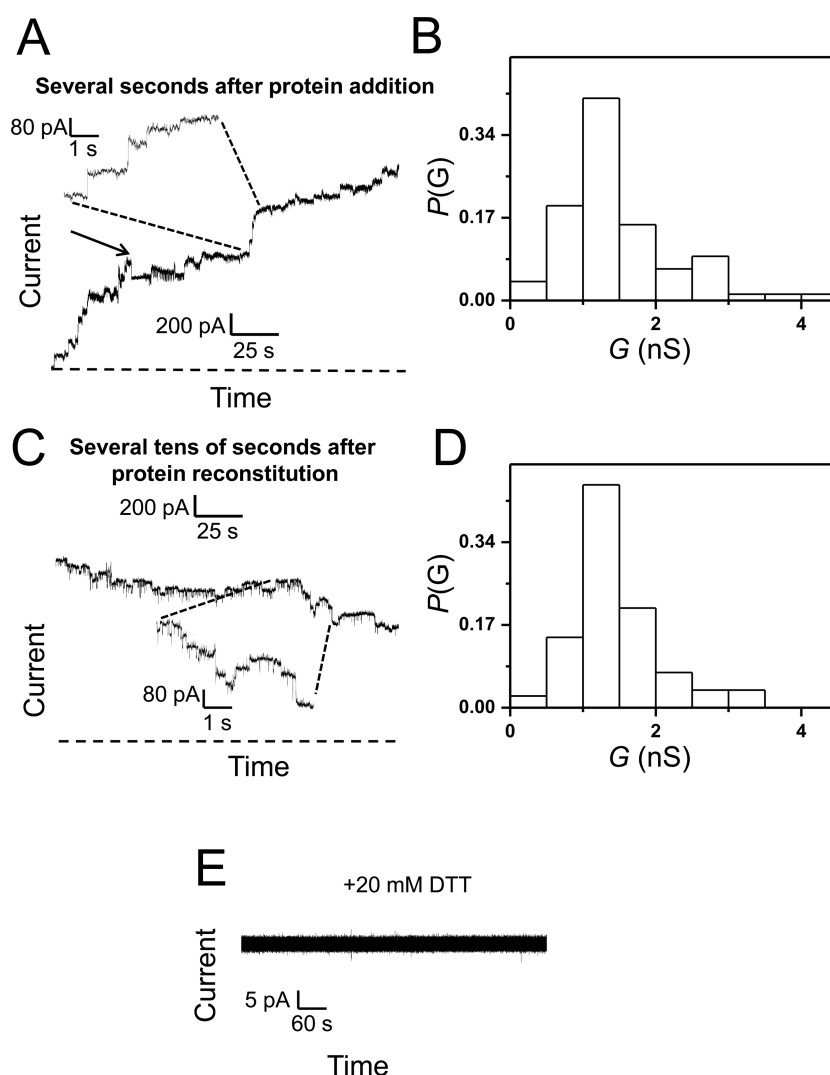 A
Several seconds after protein addition
80 pA
1 s
Current
200 pA
25 s
Time
B
P(G)
0.34
0.17
0.00
0
2
4
G (nS)
C
Several tens of seconds after
protein reconstitution
200 pA
25 s
Current
80 pA
1 s
Time
D
P(G)
0.34
0.17
0.00
0
2
4
G (nS)
E
+20 mM DTT
Current
5 pA
60 s
Time